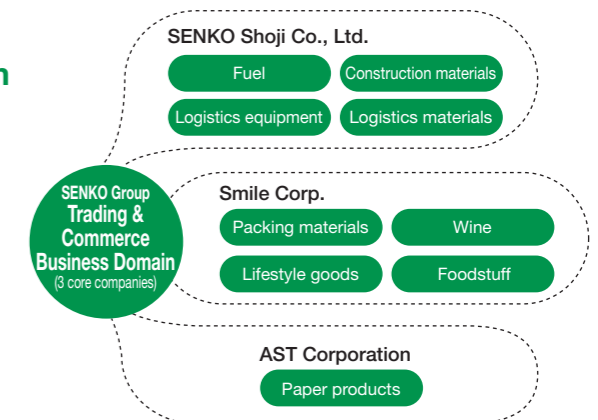 n
SENKO Shoji Co., Ltd.
Fuel
Construction materials
Logistics equipment
Logistics materials
SENKO Group
Trading &
Commerce
Business Domain
(3 core companies)
Smile Corp.
Packing materials
Wine
Lifestyle goods
Foodstuff
AST Corporation
Paper products